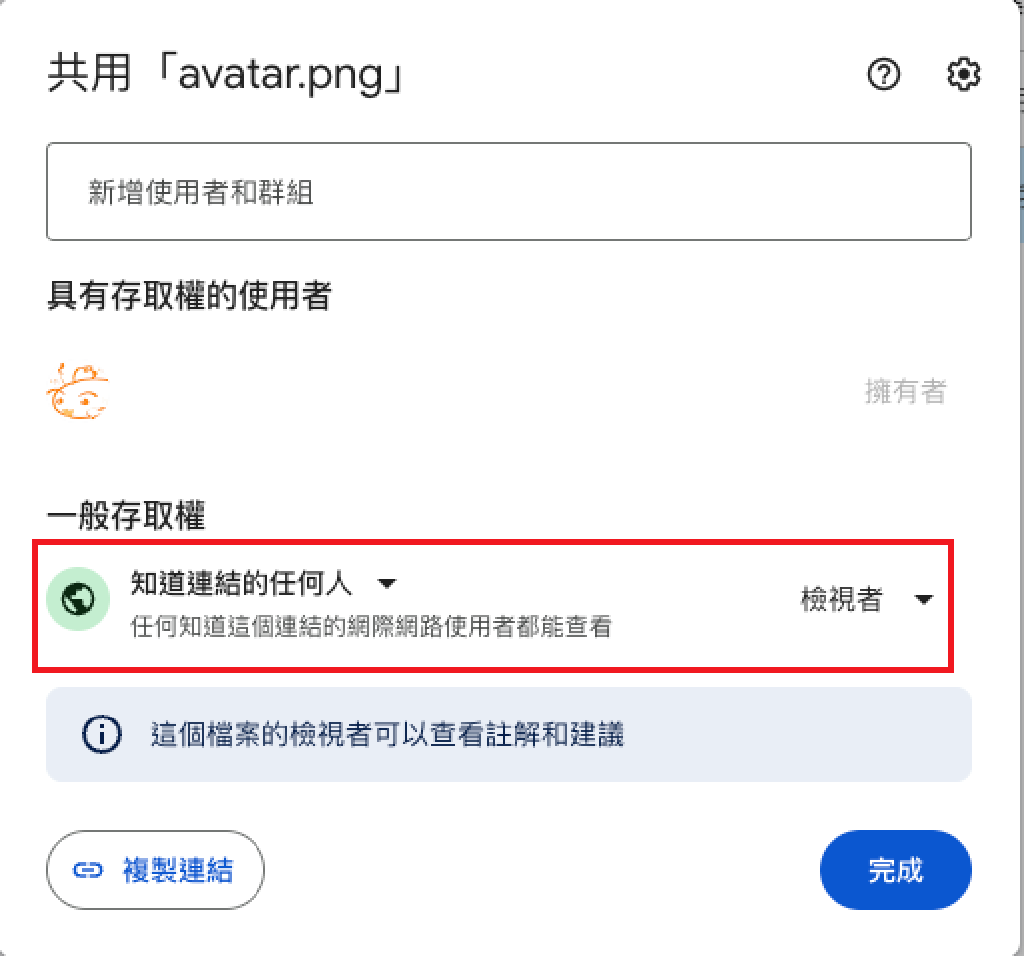 共用「avatar.png」
新增使用者和群組
具有存取權的使用者
擁有者
一般存取權
知道連結的任何人
任何知道這個連結的網際網路使用者都能查看
檢視者
這個檔案的檢視者可以查看註解和建議
複製連結
完成